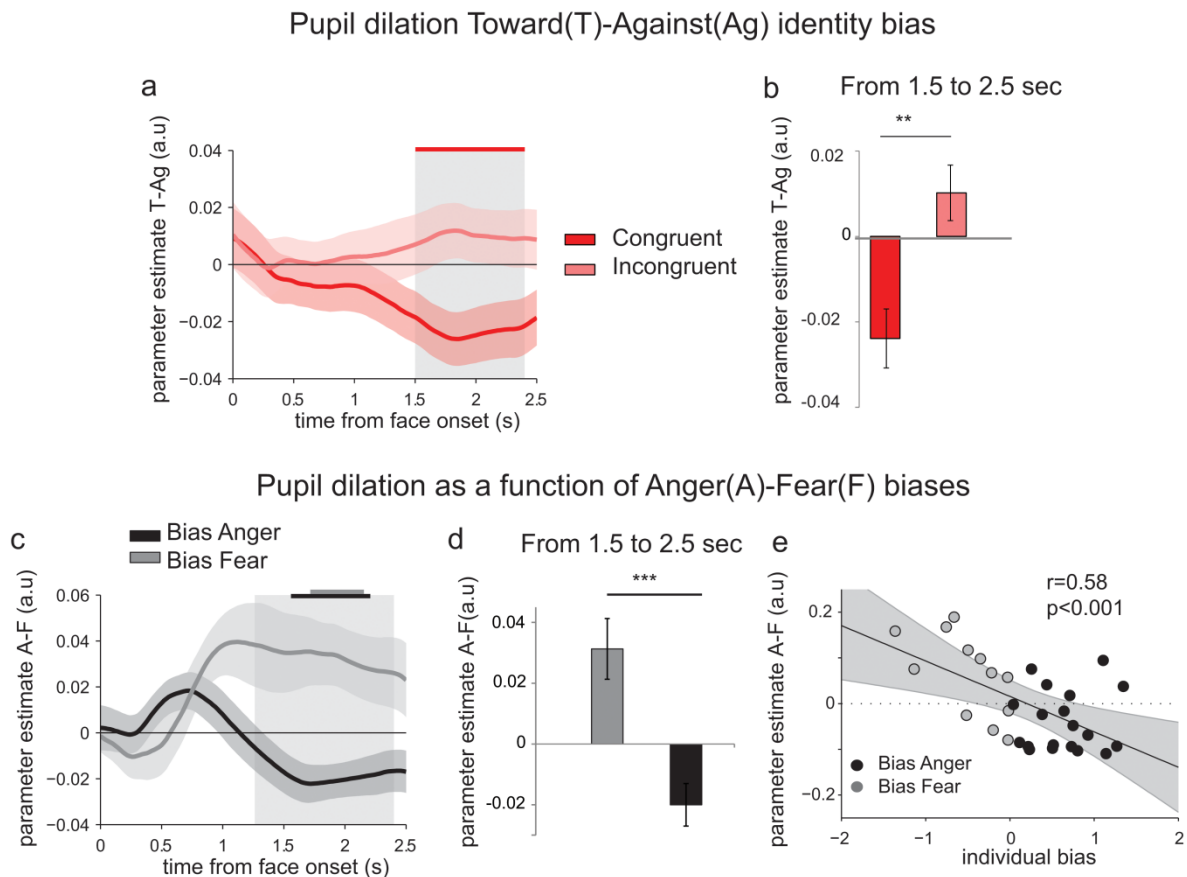 Pupil dilation Toward(T)-Against(Ag) identity bias
a
parameter estimate T-Ag (a.u)
0.04
0.02
0
−0.02
−0.04
0
0.5
1
1.5
2
2.5
time from face onset (s)
Congruent
Incongruent
b
From 1.5 to 2.5 sec
**
parameter estimate T-Ag (a.u)
0.02
0
-0.02
-0.04
Pupil dilation as a function of Anger(A)-Fear(F) biases
c
Bias Anger
Bias Fear
parameter estimate A-F (a.u)
0.06
0.04
0.02
0
−0.02
−0.04
0
0.5
1
1.5
2
2.5
time from face onset (s)
d
From 1.5 to 2.5 sec
***
parameter estimate A-F(a.u)
0.04
0.02
0
-0.02
e
r=0.58
p<0.001
parameter estimate A-F (a.u)
0.2
0
−0.2
Bias Anger
Bias Fear
−2
−1
0
1
2
individual bias